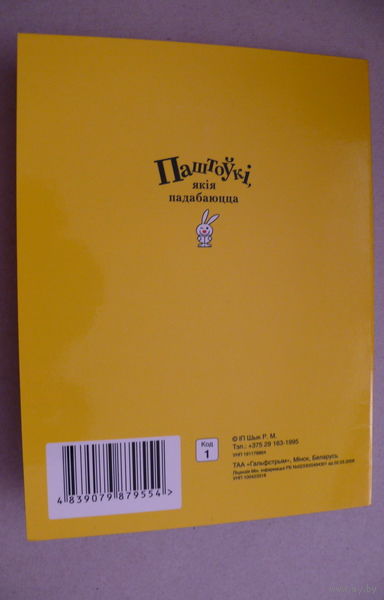 Паштоўкі,
якія
падабаюцца
Код
1
© ІП Шык Р. М.
Тэл.: +375 29 163-1995
ТАА «Гальфстрым», Мінск, Беларусь
4 839079 879554 >